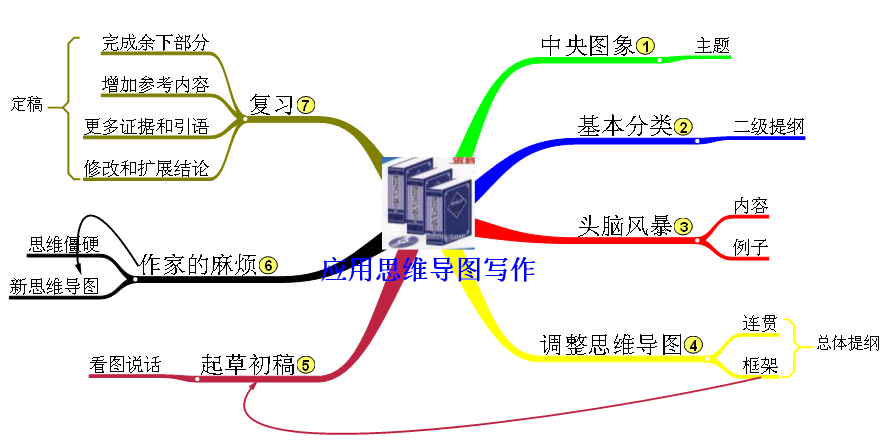 应用思维导图写作
中央图象 1
主题
基本分类 2
二级提纲
头脑风暴 3
内容
例子
调整思维导图 4
连贯
框架
总体提纲
起草初稿 5
看图说话
作家的麻烦 6
思维僵硬
新思维导图
复习 7
完成余下部分
增加参考内容
更多证据和引语
修改和扩展结论
定稿